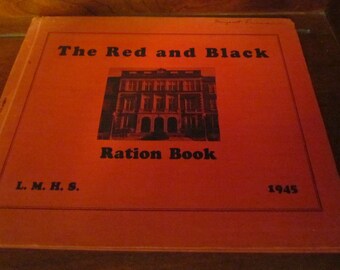 The Red and Black
Ration Book
L. M. H. S. 1945